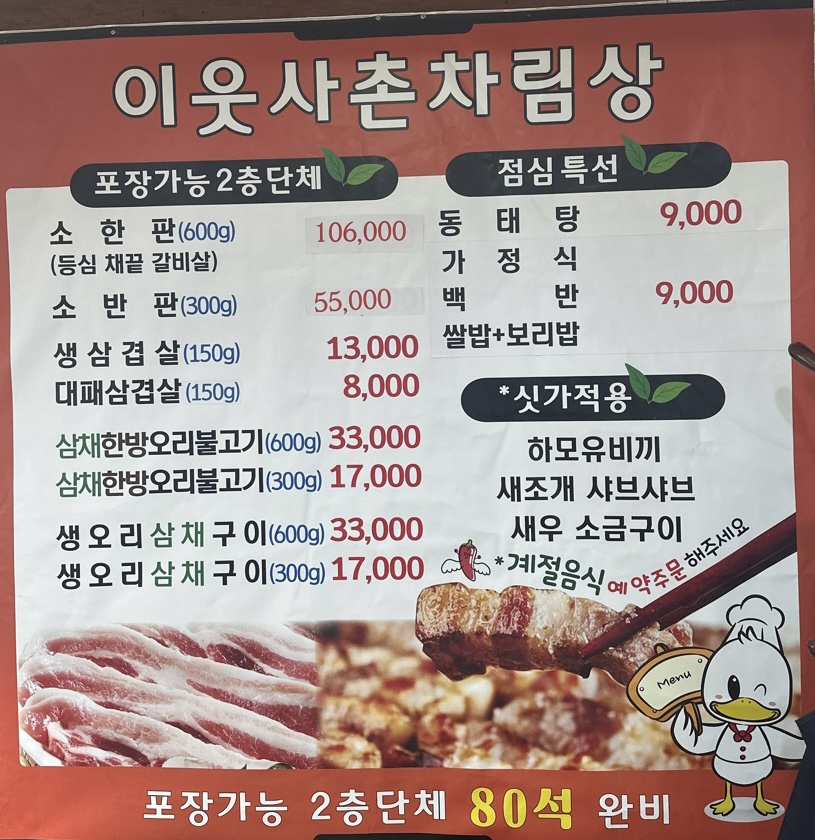 이웃사촌차림상
포장가능 2층단체
소 한 판(600g) 106,000
(등심 채끝 갈비살)
소 반 판(300g) 55,000
생삼겹살(150g) 13,000
대패삼겹살(150g) 8,000
삼채한방오리불고기(600g) 33,000
삼채한방오리불고기(300g) 17,000
생오리삼채구이(600g) 33,000
생오리삼채구이(300g) 17,000
점심특선
동 태 탕 9,000
가 정 식
백 반 9,000
쌀밥+보리밥
*싯가적용
하모유비끼
새조개 샤브샤브
새우 소금구이
*계절음식 예약주문 해주세요
Menu
포장가능 2층단체 80석 완비